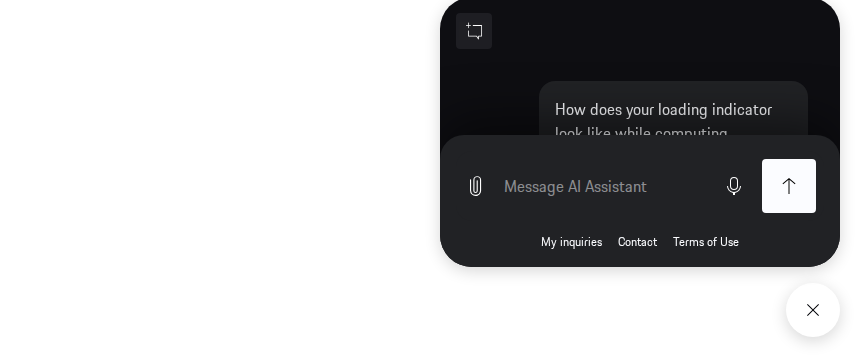 How does your loading indicator
look like while computing
Message AI Assistant
My inquiries Contact Terms of Use